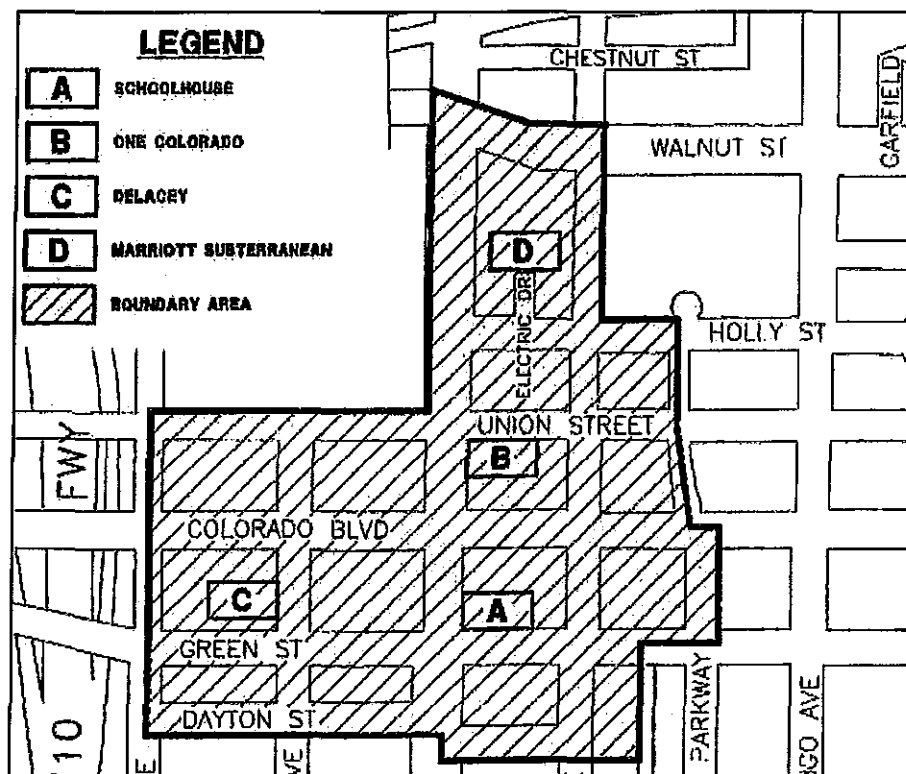 LEGEND
A SCHOOLHOUSE
B ONE COLORADO
C DELACEY
D MARRIOTT SUBTERRANEAN
BOUNDARY AREA
CHESTNUT ST
GARFIELD
WALNUT ST
D
ELECTRIC DR
HOLLY ST
UNION STREET
B
FWY
COLORADO BLVD
C
A
GREEN ST
DAYTON ST
PARKWAY
710
AVE